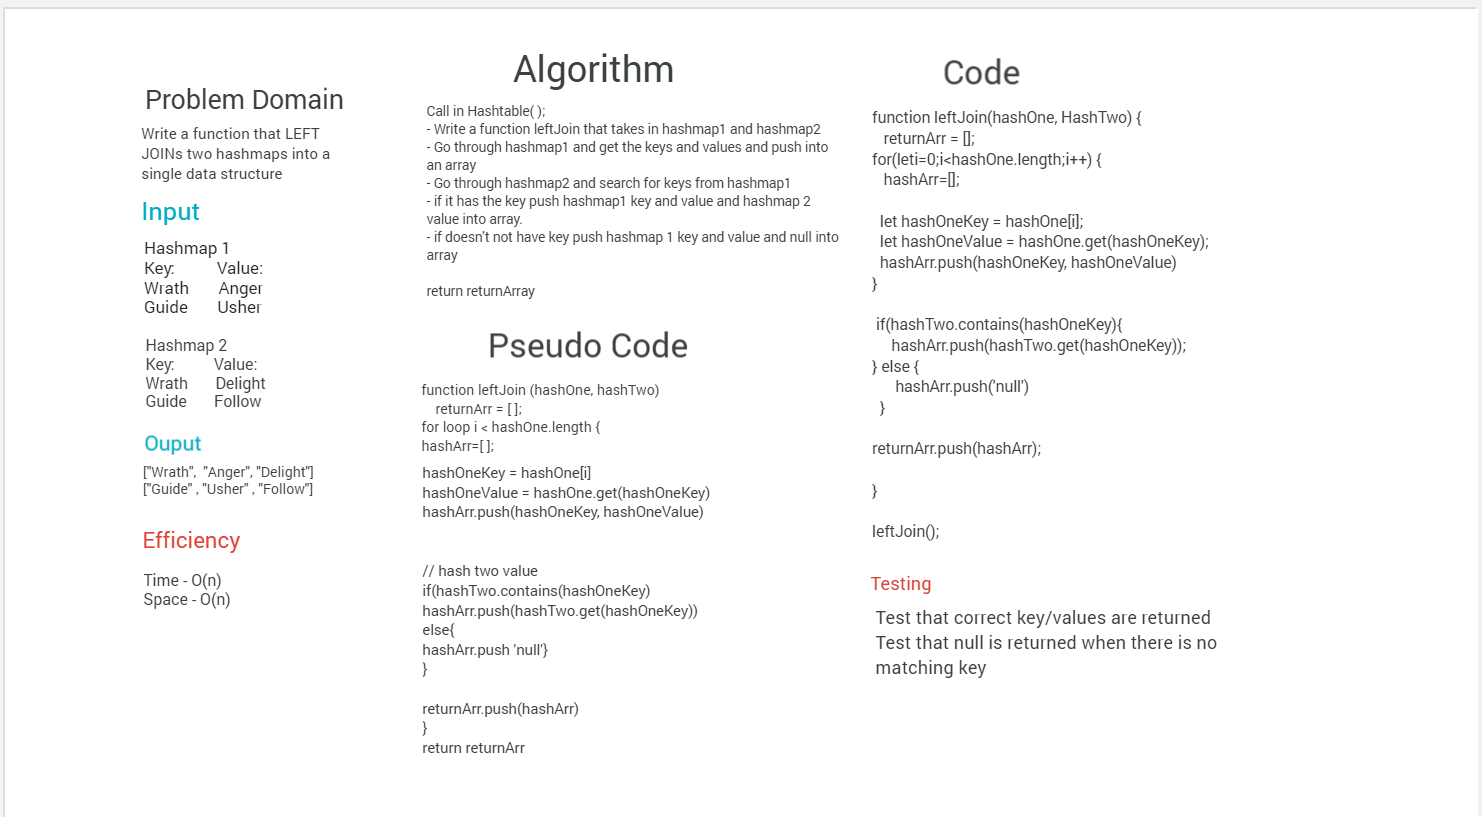 Problem Domain
Write a function that LEFT
JOINs two hashmaps into a
single data structure
Input
Hashmap 1
Key: Value:
Wrath Anger
Guide Usher
Hashmap 2
Key: Value:
Wrath Delight
Guide Follow
Ouput
["Wrath", "Anger", "Delight"]
["Guide" , "Usher" , "Follow"]
Efficiency
Time - O(n)
Space - O(n)
Algorithm
Call in Hashtable( );
- Write a function leftJoin that takes in hashmap1 and hashmap2
- Go through hashmap1 and get the keys and values and push into
an array
- Go through hashmap2 and search for keys from hashmap1
- if it has the key push hashmap1 key and value and hashmap 2
value into array.
- if doesn't not have key push hashmap 1 key and value and null into
array
return returnArray
Pseudo Code
function leftJoin (hashOne, hashTwo)
returnArr = [ ];
for loop i < hashOne.length {
hashArr=[ ];
hashOneKey = hashOne[i]
hashOneValue = hashOne.get(hashOneKey)
hashArr.push(hashOneKey, hashOneValue)
// hash two value
if(hashTwo.contains(hashOneKey)
hashArr.push(hashTwo.get(hashOneKey))
else{
hashArr.push 'null'}
}
returnArr.push(hashArr)
}
return returnArr
Code
function leftJoin(hashOne, HashTwo) {
returnArr = [];
for(leti=0;i<hashOne.length;i++) {
hashArr=[];
let hashOneKey = hashOne[i];
let hashOneValue = hashOne.get(hashOneKey);
hashArr.push(hashOneKey, hashOneValue)
}
if(hashTwo.contains(hashOneKey){
hashArr.push(hashTwo.get(hashOneKey));
} else {
hashArr.push('null')
}
returnArr.push(hashArr);
}
leftJoin();
Testing
Test that correct key/values are returned
Test that null is returned when there is no
matching key